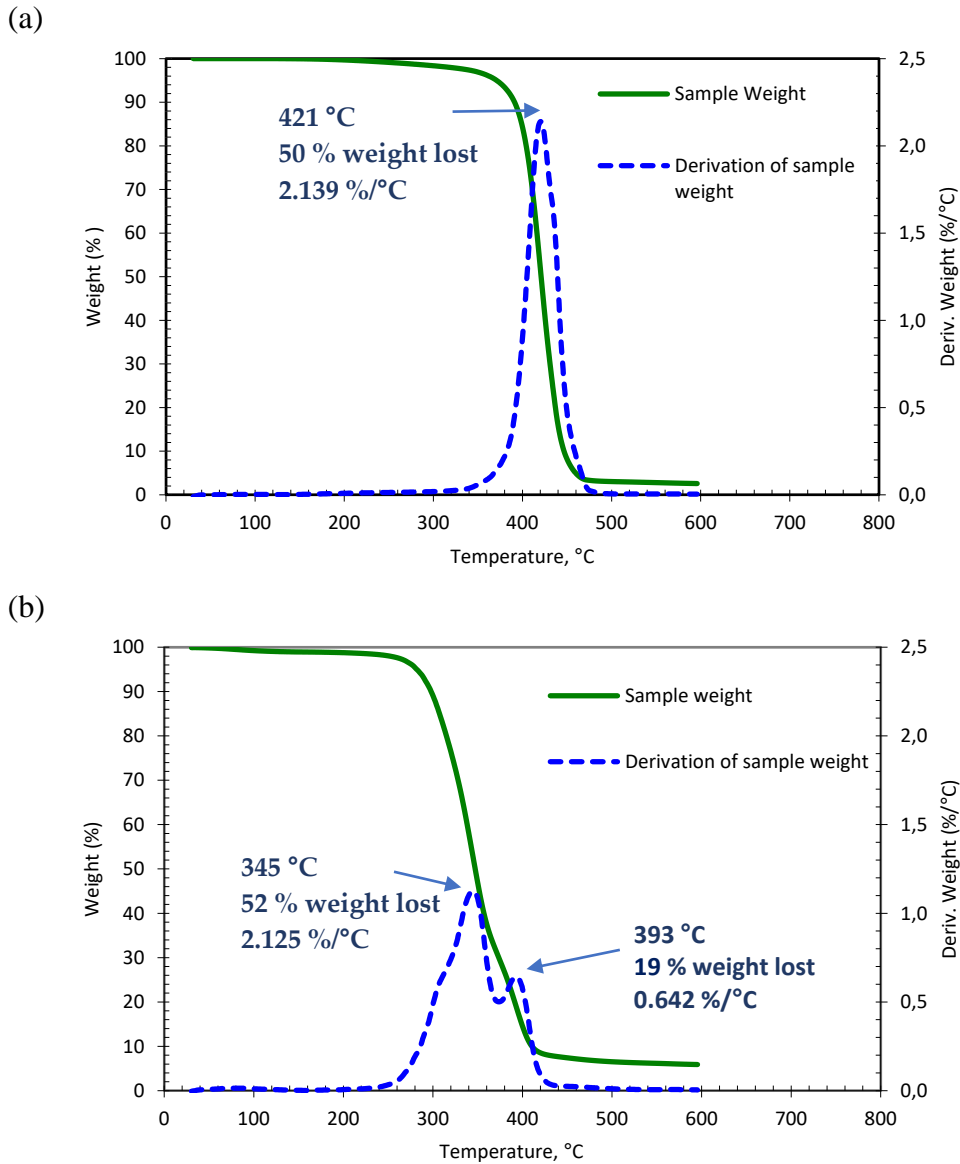 (a)
100
90
80
70
60
50
40
30
20
10
0
Weight (% )
2,5
2,0
1,5
1,0
0,5
0,0
Deriv. Weight (%/°C)
Sample Weight
Derivation of sample
weight
421 °C
50 % weight lost
2.139 %/°C
0 100 200 300 400 500 600 700 800
Temperature, °C
(b)
100
90
80
70
60
50
40
30
20
10
0
Weight (%)
2,5
2,0
1,5
1,0
0,5
0,0
Deriv. Weight (%/°C)
Sample weight
Derivation of sample weight
345 °C
52 % weight lost
2.125 %/°C
393 °C
19 % weight lost
0.642 %/°C
0 100 200 300 400 500 600 700 800
Temperature, °C